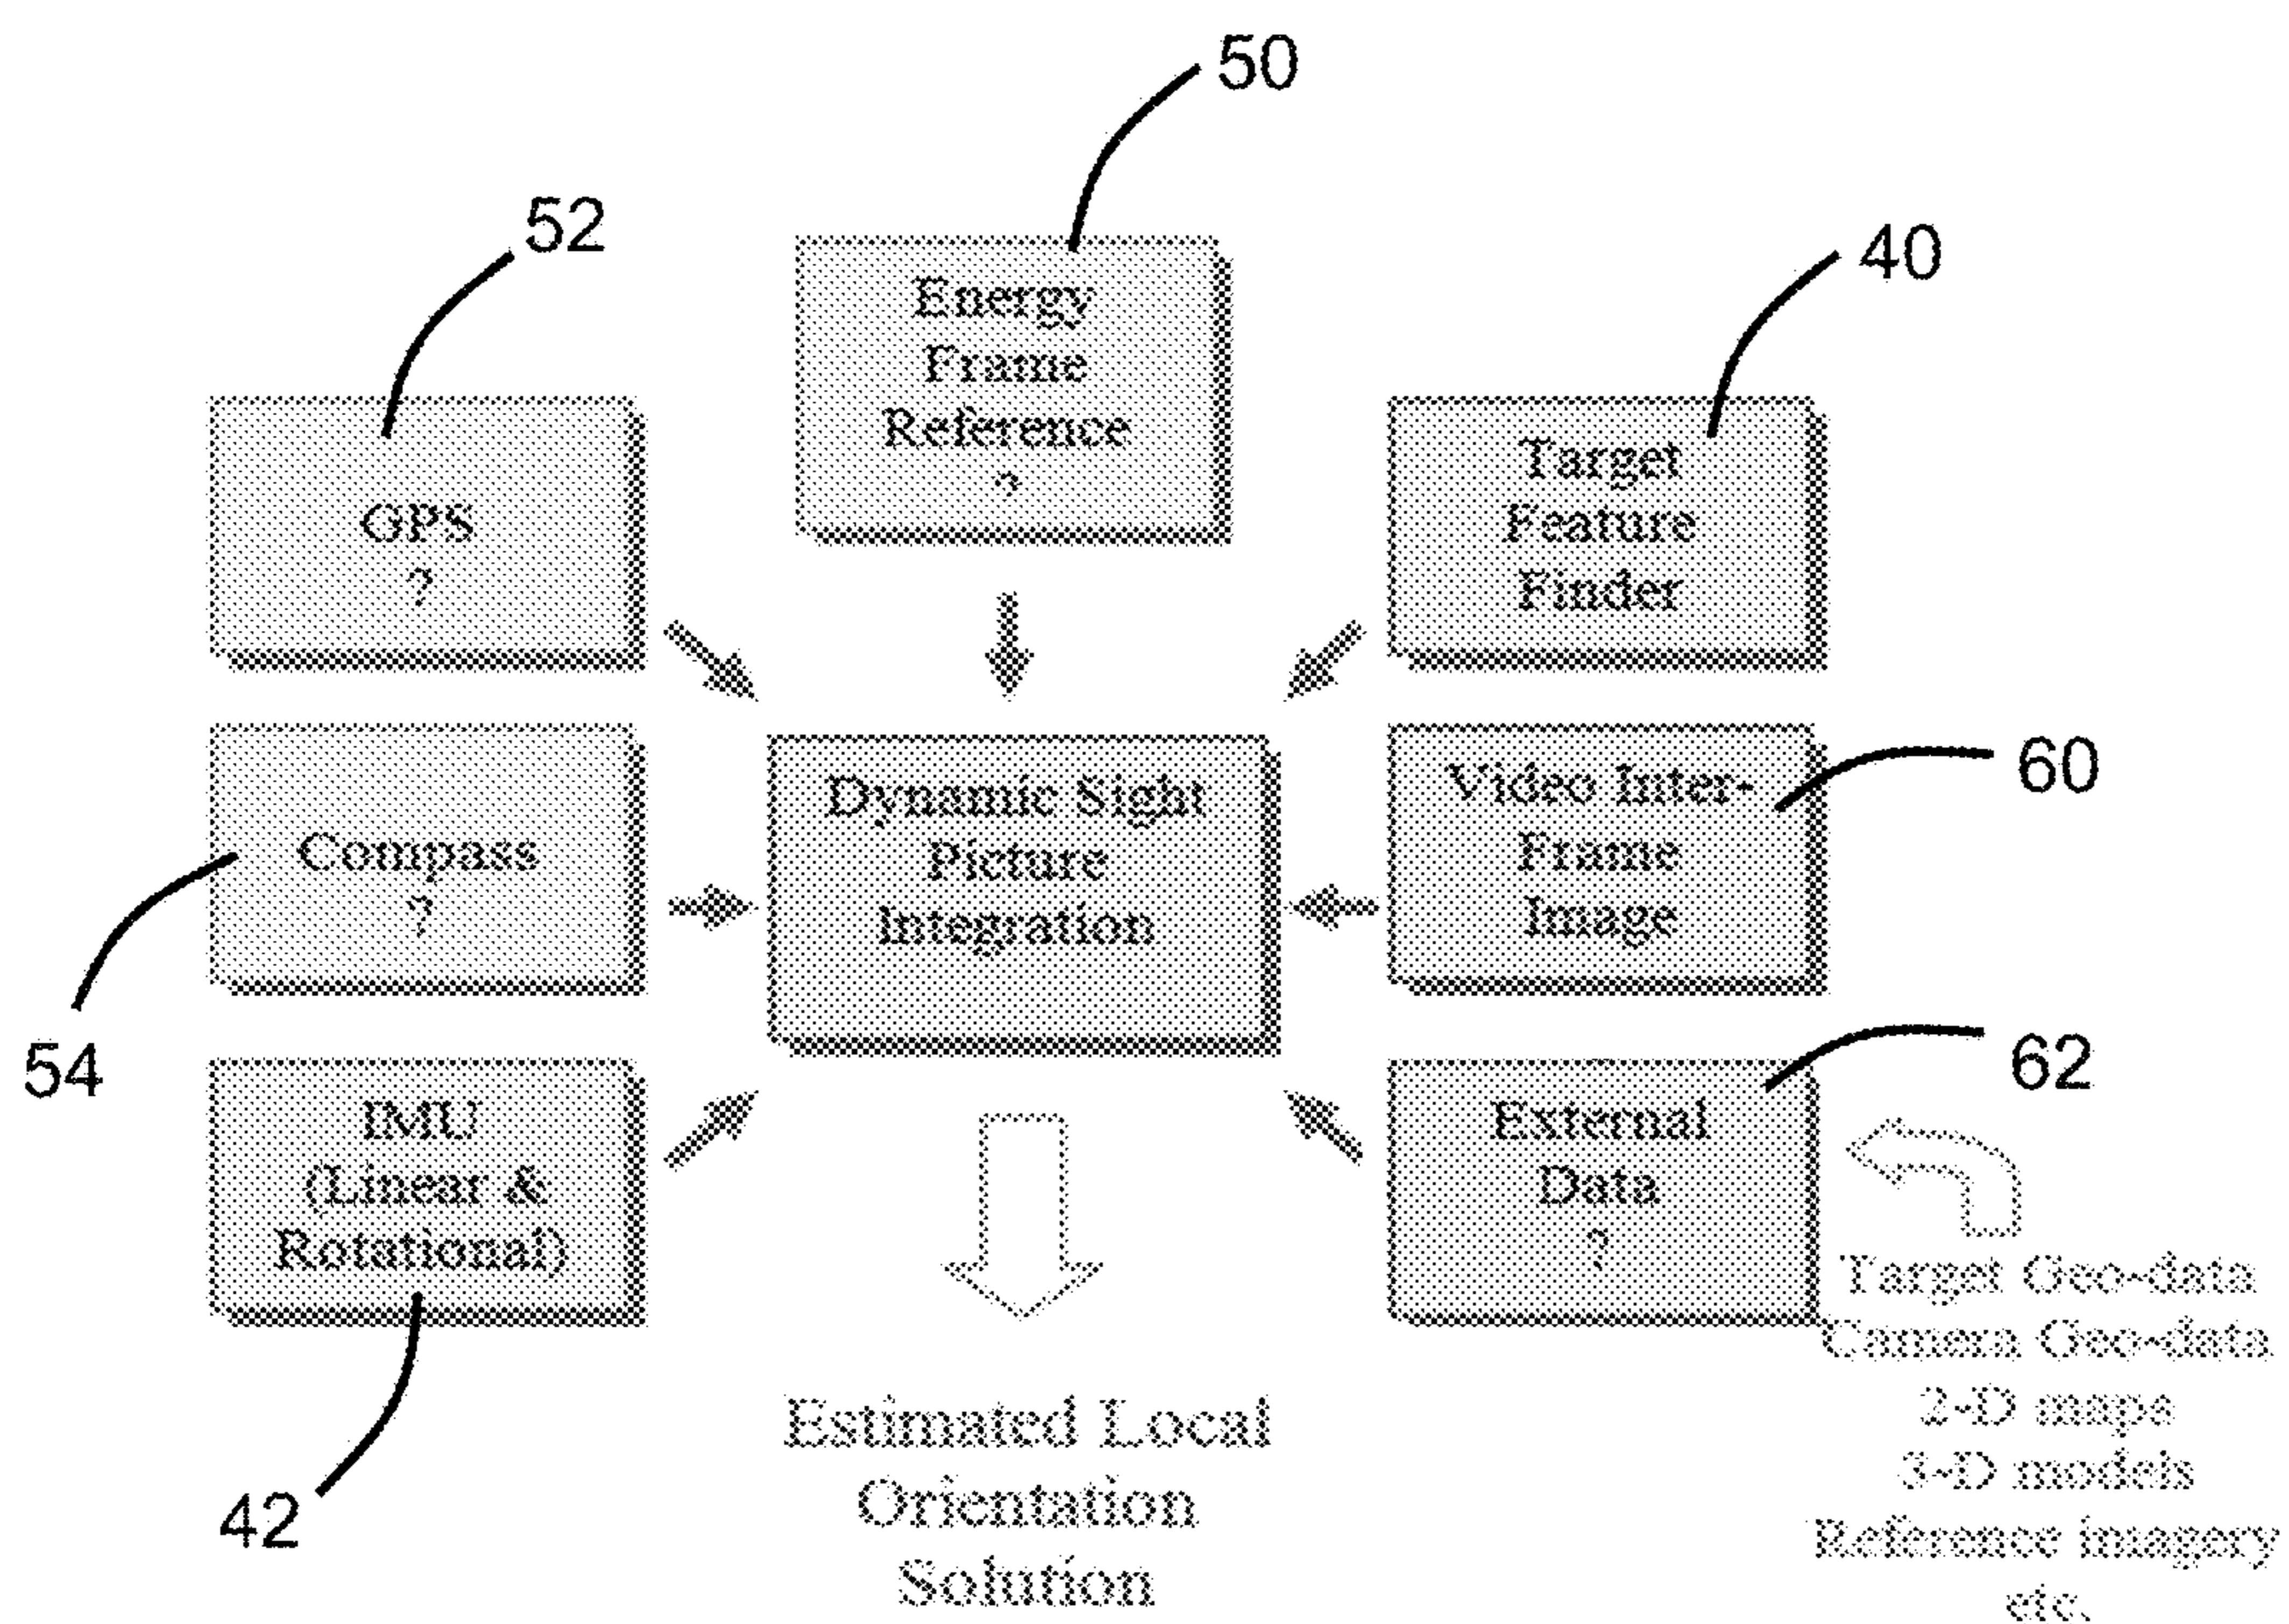 50
52
Energy
Frame
Reference
?
40
GPS
?
Target
Feature
Finder
Compass
?
54
Dynamic Sight
Picture
Integration
Video Inter-
Frame
Image
60
IMU
(Linear &
Rotational)
42
External
Data
?
62
Target Geo-data
Camera Geo-data
2-D maps
3-D models
Reference imagery
etc.
Estimated Local
Orientation
Solution